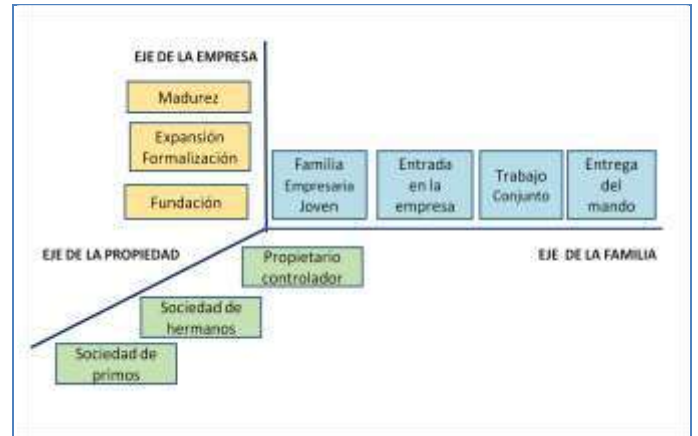 EJE DE LA EMPRESA
Madurez
Expansión
Formalización
Fundación
Familia
Empresaria
Joven
Entrada
en la
empresa
Trabajo
Conjunto
Entrega
del
mando
EJE DE LA PROPIEDAD
EJE DE LA FAMILIA
Propietario
controlador
Sociedad de
hermanos
Sociedad de
primos